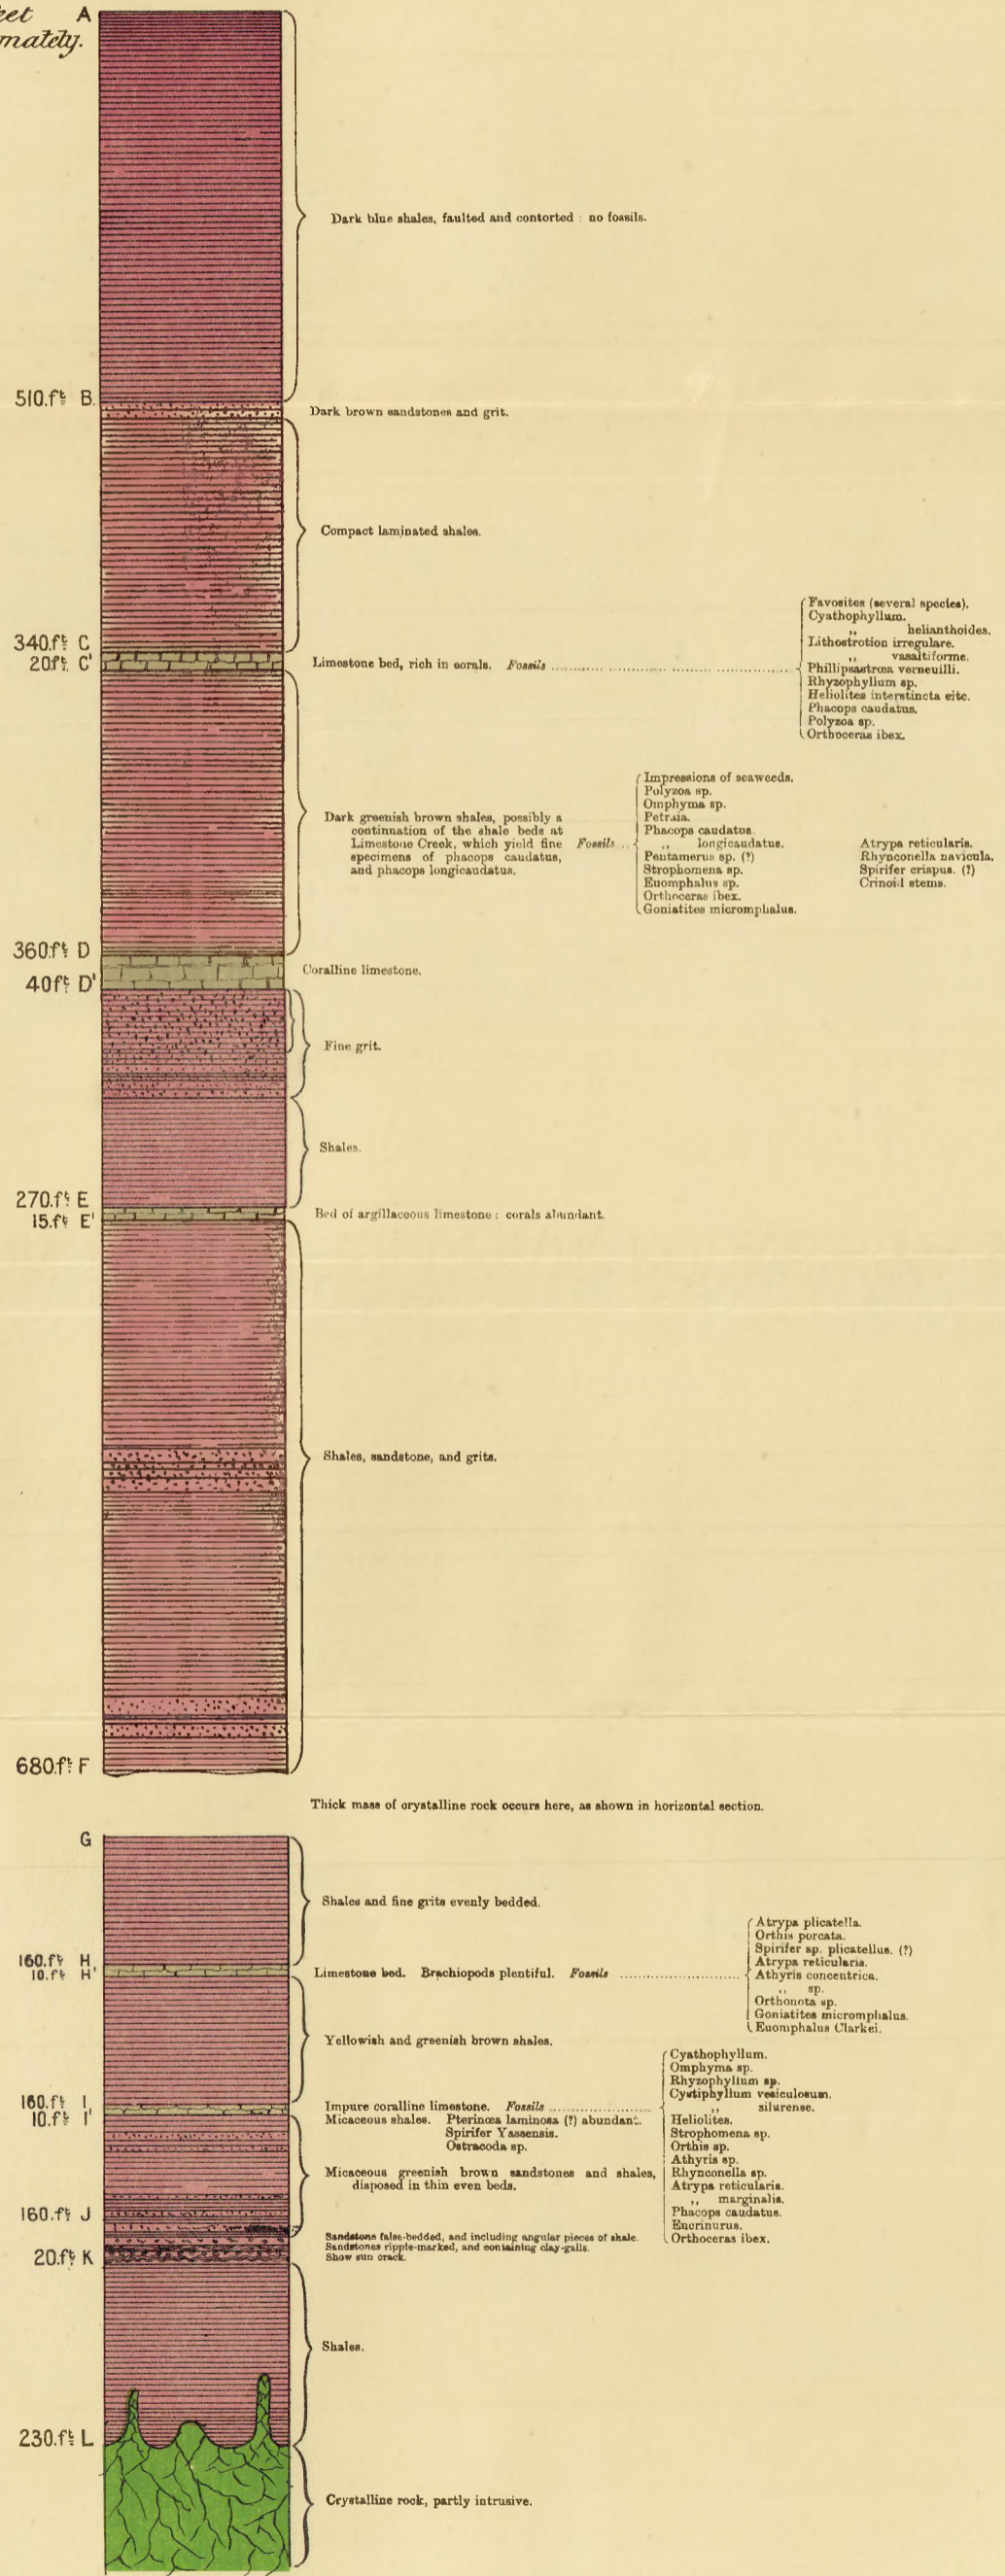 A
mately.
Dark blue shales, faulted and contorted : no fossils.
510.ft B.
Dark brown sandstones and grit.
Compact laminated shales.
340.ft C
20ft. C'
Limestone bed, rich in corals. Fossils
Favosites (several species).
Cyathophyllum.
„ helianthoides.
Lithostrotion irregulare.
„ vasaltiforme.
Phillipsastrœa verneuilli.
Rhyzophyllum sp.
Heliolites interstincta eitc.
Phacops caudatus.
Polyzoa sp.
Orthoceras ibex.
Dark greenish brown shales, possibly a
continuation of the shale beds at
Limestone Creek, which yield fine
specimens of phacops caudatus,
and phacops longicaudatus.
Fossils
Impressions of seaweeds.
Polyzoa sp.
Omphyma sp.
Petraia.
Phacops caudatus
„ longicaudatus.
Pentamerus sp. (?)
Strophomena sp.
Euomphalus sp.
Orthoceras ibex.
Goniatites micromphalus.
Atrypa reticularis.
Rhynconella navicula.
Spirifer crispus. (?)
Crinoid stems.
360.ft D
Coralline limestone.
40ft. D'
Fine grit.
Shales.
270.ft E
15.ft E'
Bed of argillaceous limestone : corals abundant.
Shales, sandstone, and grits.
680.ft F
Thick mass of crystalline rock occurs here, as shown in horizontal section.
G
Shales and fine grits evenly bedded.
160.ft H
10.ft H'
Limestone bed. Brachiopods plentiful. Fossils
Atrypa plicatella.
Orthis porcata.
Spirifer sp. plicatellus. (?)
Atrypa reticularis.
Athyris concentrica.
„ sp.
Orthonota sp.
Goniatites micromphalus.
Euomphalus Clarkei.
Yellowish and greenish brown shales.
160.ft I
10.ft I'
Impure coralline limestone. Fossils
Micaceous shales. Pterinœa laminosa (?) abundant.
Spirifer Yassensis.
Ostracoda sp.
Cyathophyllum.
Omphyma sp.
Rhyzophyllum sp.
Cystiphyllum vesiculosum.
„ silurense.
Heliolites.
Strophomena sp.
Orthis sp.
Athyris sp.
Rhynconella sp.
Atrypa reticularis.
„ marginalis.
Phacops caudatus.
Encrinurus.
Orthoceras ibex.
Micaceous greenish brown sandstones and shales,
disposed in thin even beds.
160.ft J
Sandstone false-bedded, and including angular pieces of shale.
Sandstones ripple-marked, and containing clay-galls.
Show sun crack.
20.ft K
Shales.
230.ft L
Crystalline rock, partly intrusive.